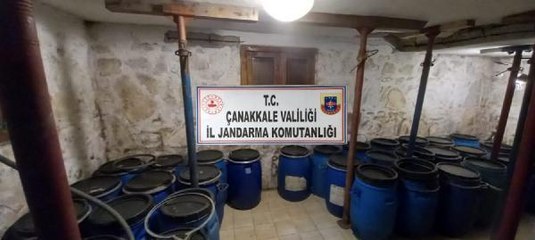 T.C.
ÇANAKKALE VALİLİĞİ
İL JANDARMA KOMUTANLIĞI